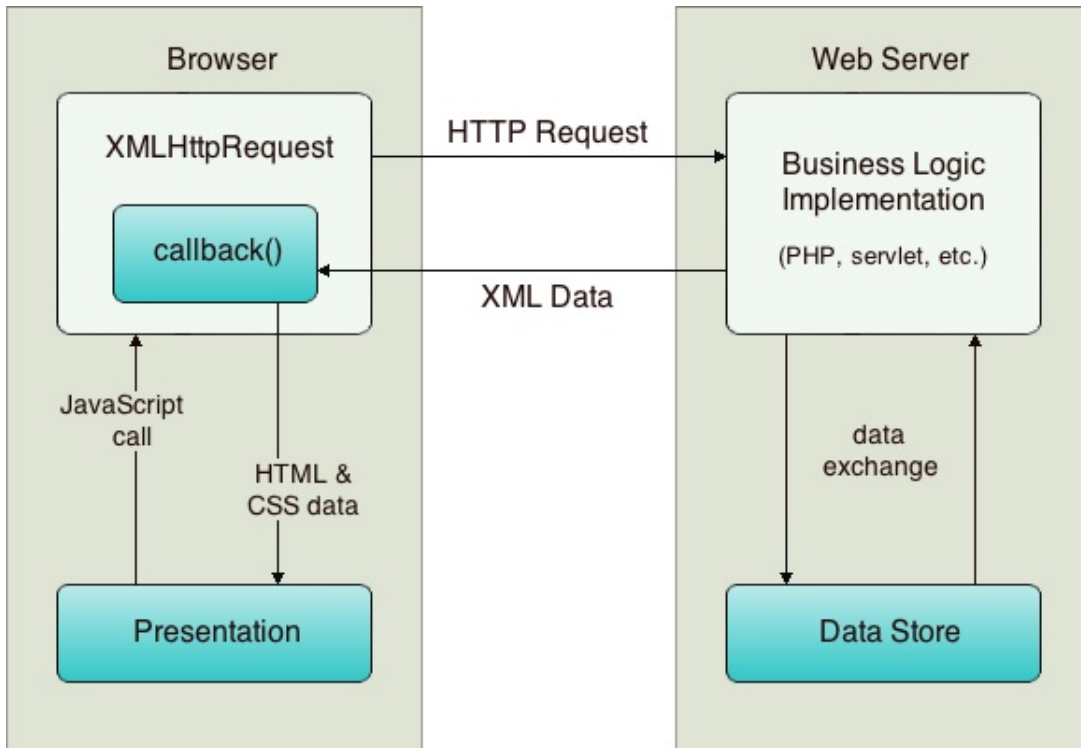 Browser
Web Server
XMLHttpRequest
HTTP Request
Business Logic
Implementation
(PHP, servlet, etc.)
callback()
XML Data
JavaScript
call
HTML &
CSS data
data
exchange
Presentation
Data Store